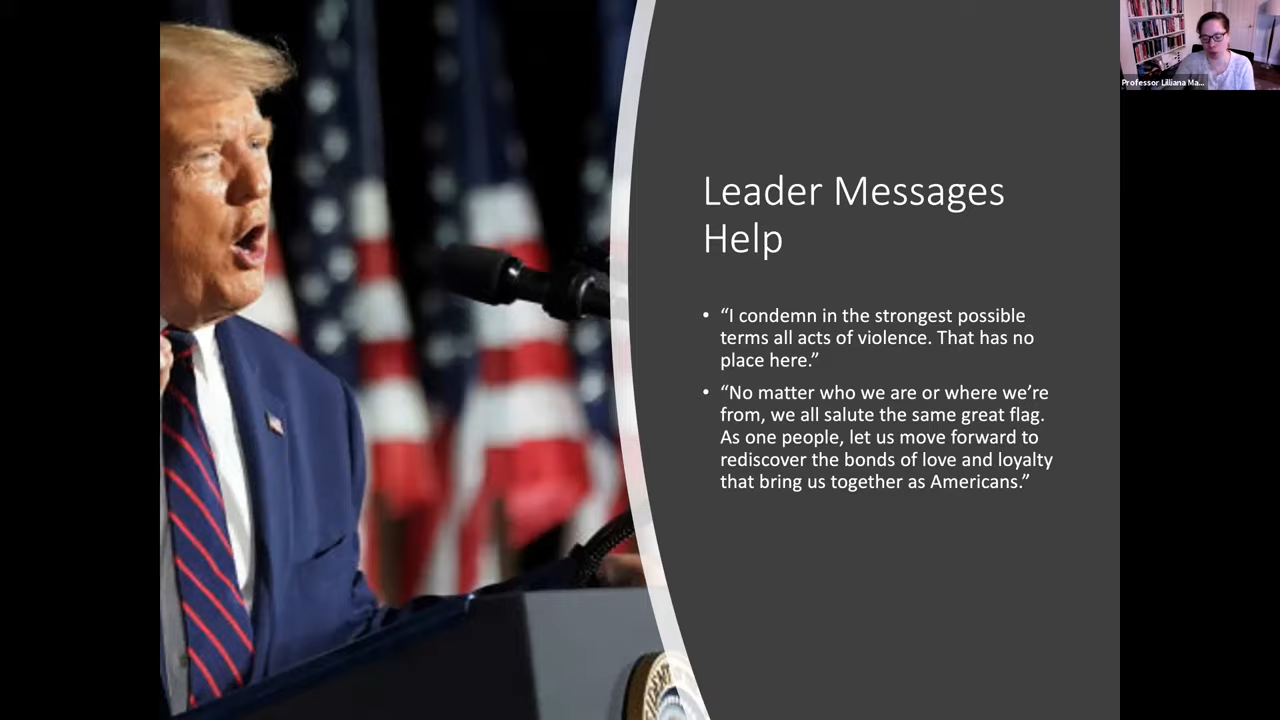 Professor Lilliana Ma...
Leader Messages
Help
• “I condemn in the strongest possible
terms all acts of violence. That has no
place here.”
• “No matter who we are or where we’re
from, we all salute the same great flag.
As one people, let us move forward to
rediscover the bonds of love and loyalty
that bring us together as Americans.”